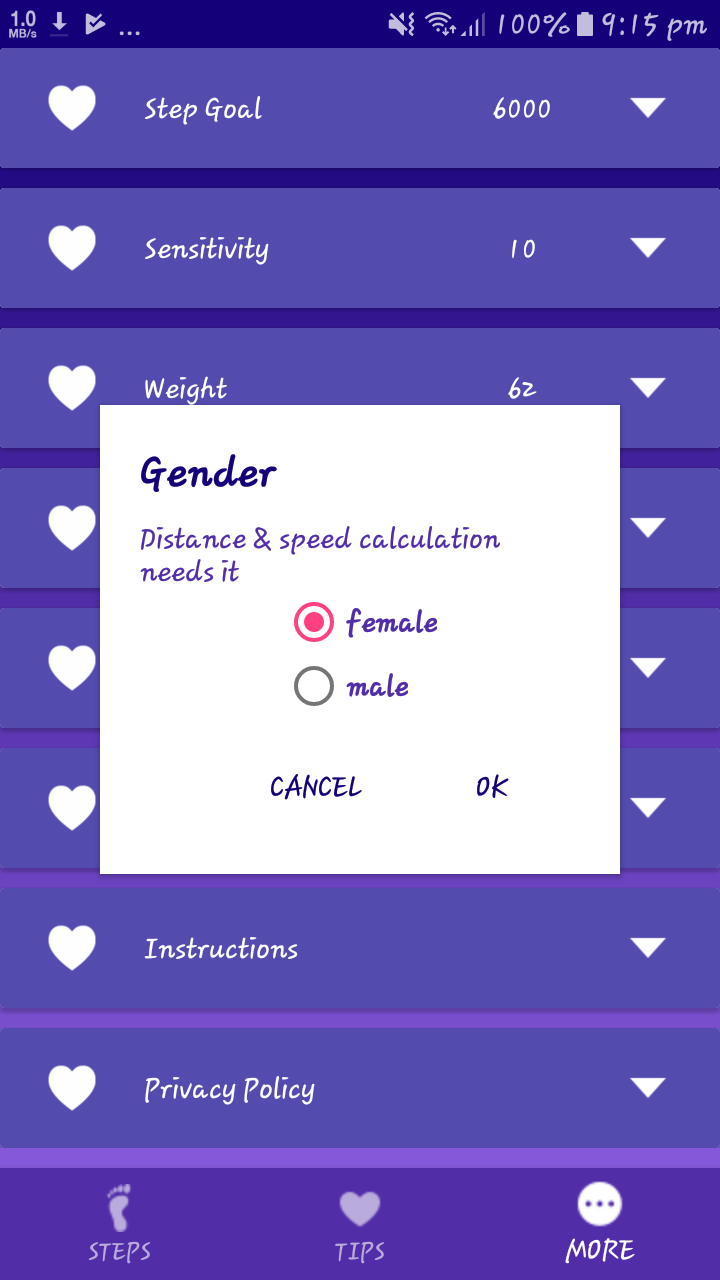 1.0
MB/s
... 100% 9:15 pm
Step Goal 6000
Sensitivity 10
Weight 62
Gender
Distance & speed calculation
needs it
female
male
CANCEL OK
Instructions
Privacy Policy
STEPS TIPS MORE